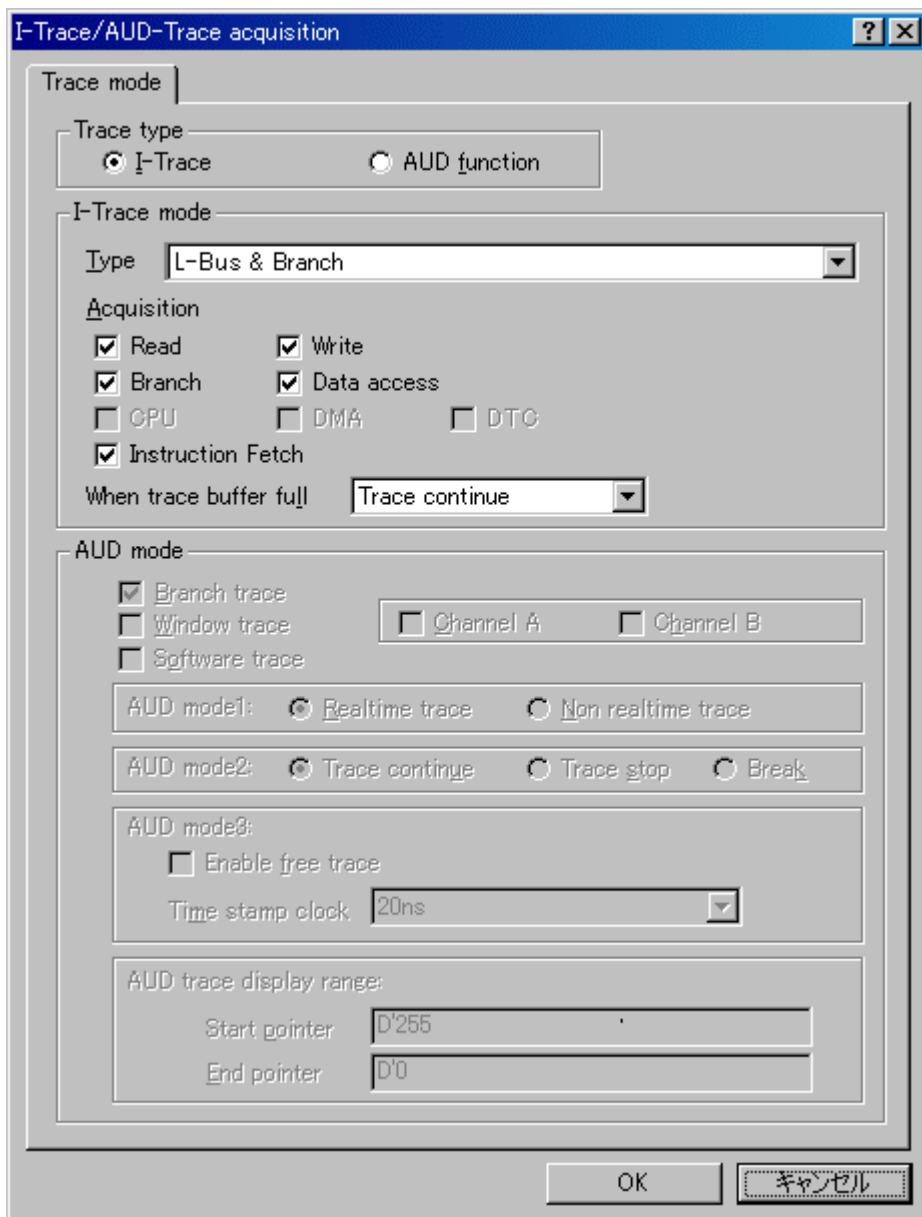 I-Trace/AUD-Trace acquisition
Trace mode
Trace type
I-Trace AUD function
I-Trace mode
Type L-Bus & Branch
Acquisition
Read Write
Branch Data access
CPU DMA DTC
Instruction Fetch
When trace buffer full Trace continue
AUD mode
Branch trace
Window trace Channel A Channel B
Software trace
AUD mode1: Realtime trace Non realtime trace
AUD mode2: Trace continue Trace stop Break
AUD mode3:
Enable free trace
Time stamp clock 20ns
AUD trace display range:
Start pointer D'255
End pointer D'0
OK キャンセル